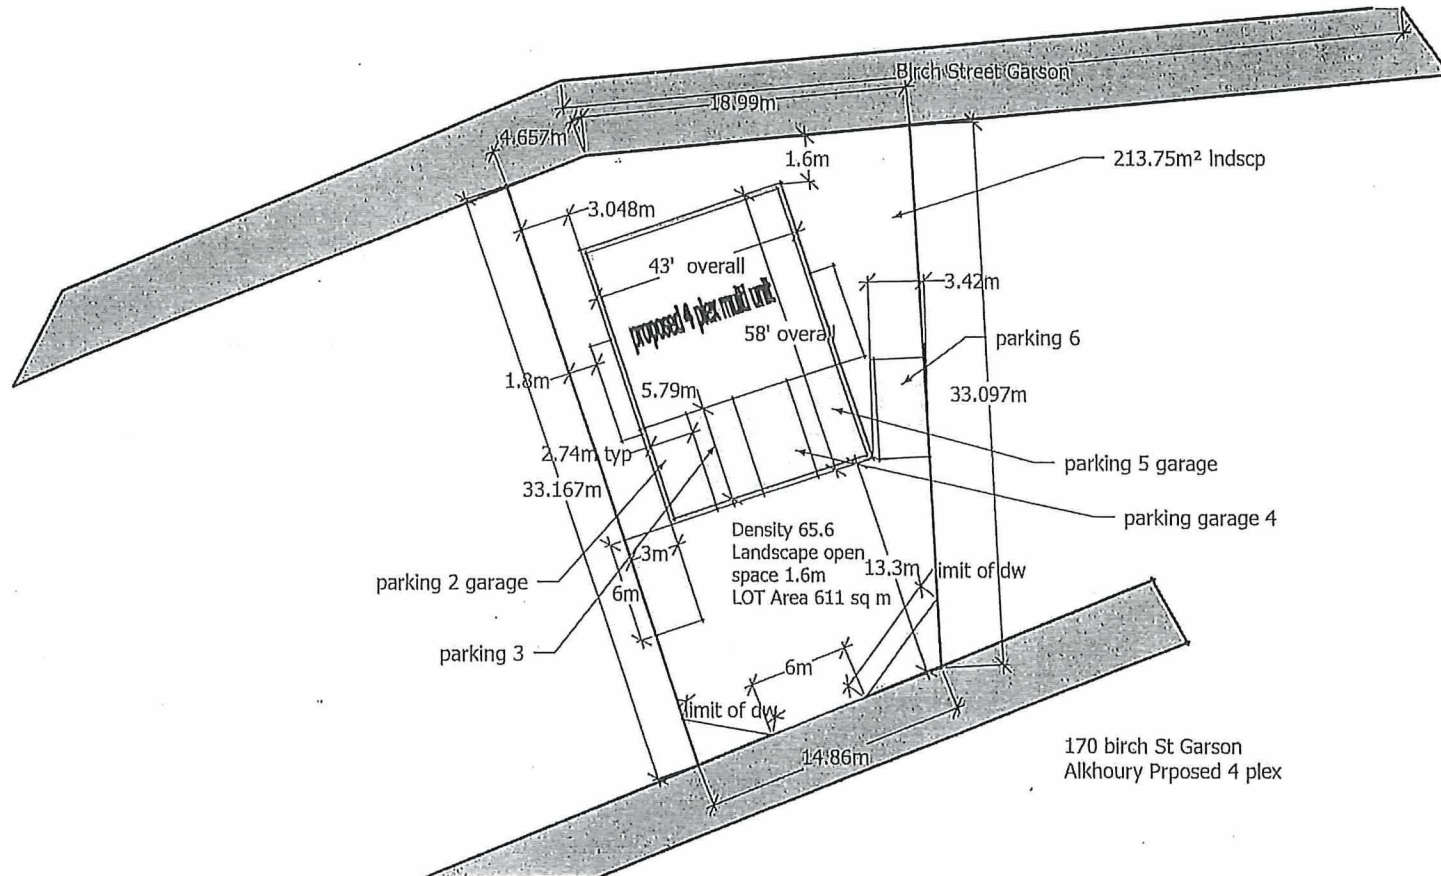 Birch Street Garson
18.99m
4.657m
1.6m
213.75m² lndscp
3.048m
43' overall
3.42m
proposed 4 plex multi unit
58' overall
parking 6
1.8m
5.79m
33.097m
2.74m typ
parking 5 garage
33.167m
parking garage 4
Density 65.6
Landscape open
space 1.6m
LOT Area 611 sq m
3m
13.3m
imit of dw
parking 2 garage
6m
parking 3
6m
limit of dw
14.86m
170 birch St Garson
Alkhoury Prposed 4 plex